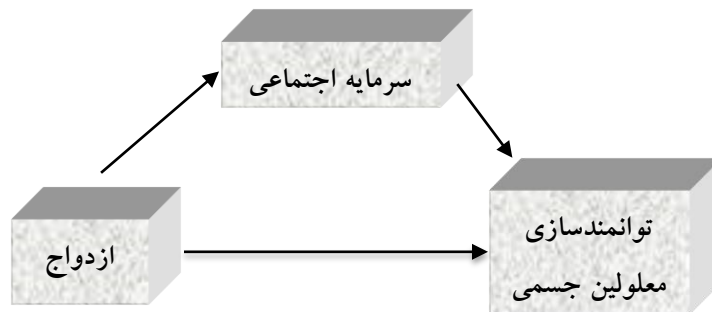 سرمایه اجتماعی
توانمندسازی
معلولین جسمی
ازدواج